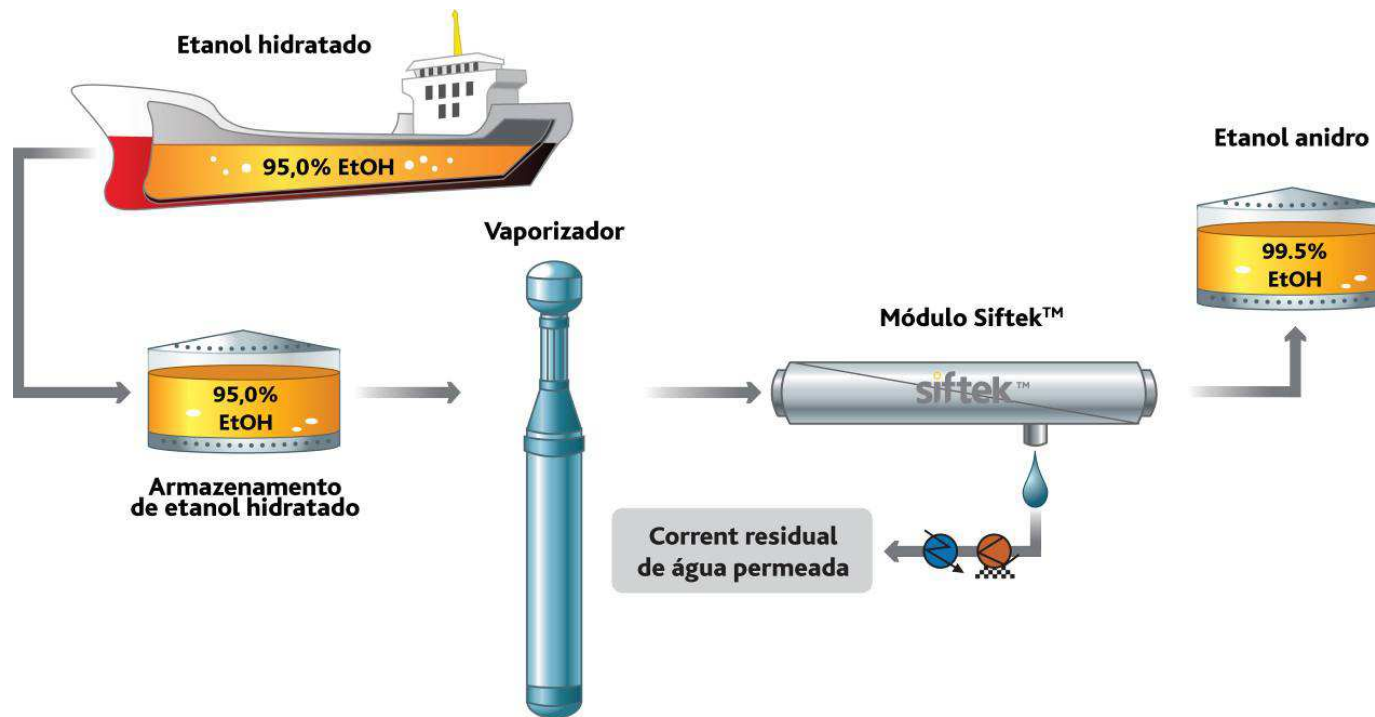 Etanol hidratado
95,0% EtOH
Etanol anidro
99.5%
EtOH
Vaporizador
Módulo Siftek™
siftek™
95,0%
EtOH
Armazenamento
de etanol hidratado
Corrent residual
de água permeada